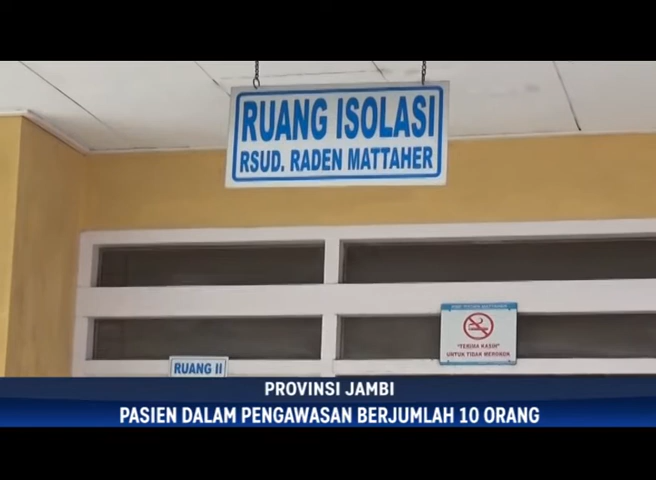 RUANG ISOLASI
RSUD. RADEN MATTAHER
"TERIMA KASIH"
UNTUK TIDAK MEROKOK
RUANG II
PROVINSI JAMBI
PASIEN DALAM PENGAWASAN BERJUMLAH 10 ORANG